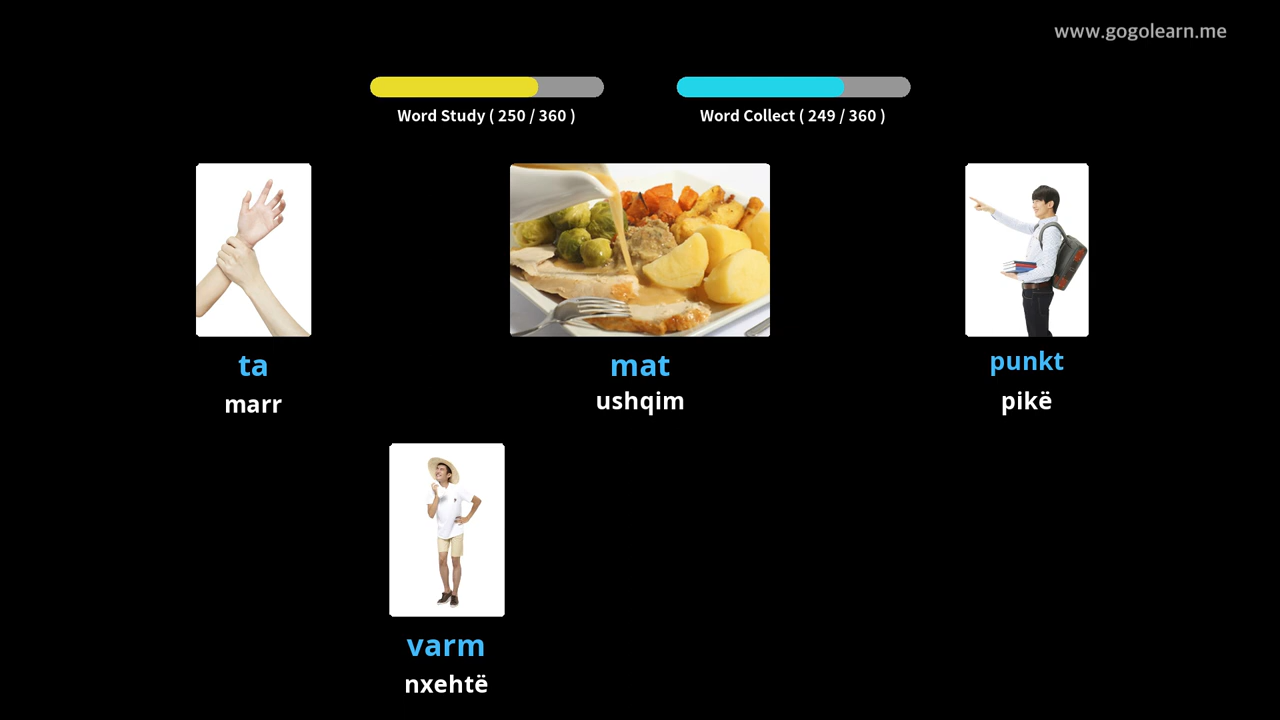 www.gogolearn.me
Word Study ( 250 / 360 )
Word Collect ( 249 / 360 )
ta
marr
mat
ushqim
punkt
pikë
varm
nxehtë